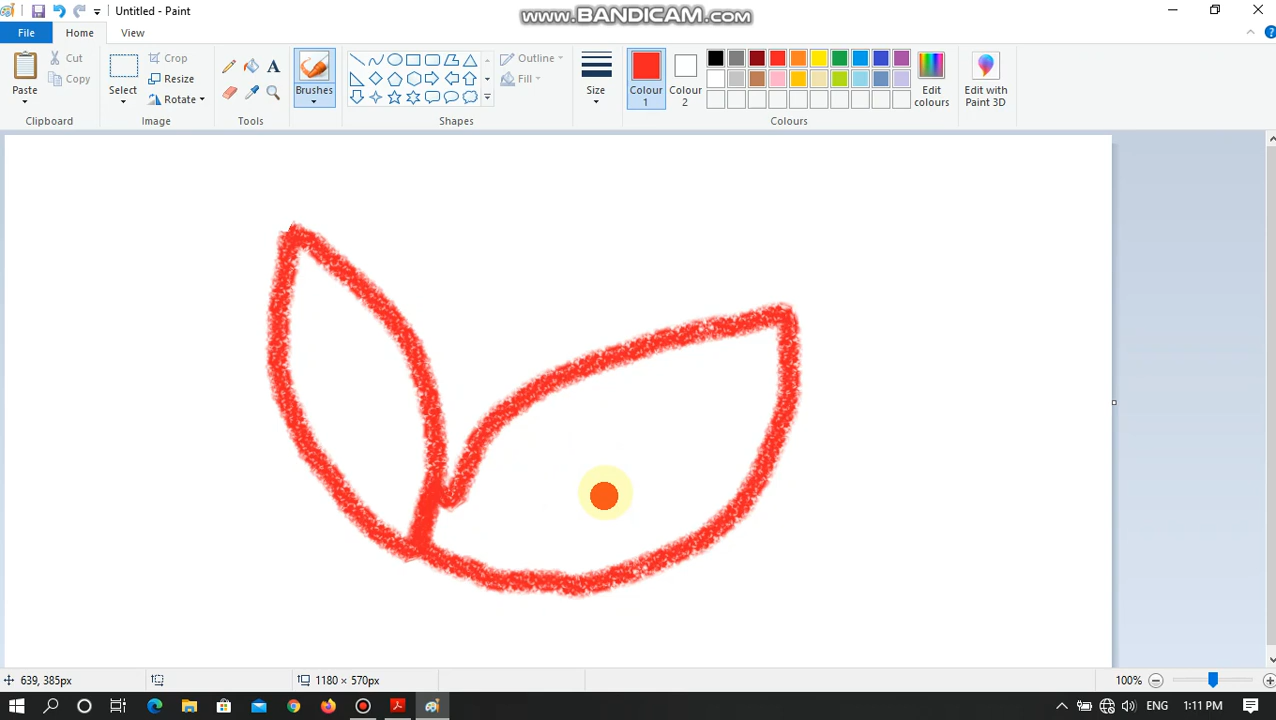 Untitled - Paint
www.BANDICAM.com
File Home View
Paste
Cut
Copy
Clipboard
Select
Crop
Resize
Rotate
Image
A
Tools
Brushes
Outline
Fill
Shapes
Size
Colour 1
Colour 2
Edit colours
Colours
Edit with Paint 3D
639, 385px
1180 × 570px
100%
ENG
1:11 PM